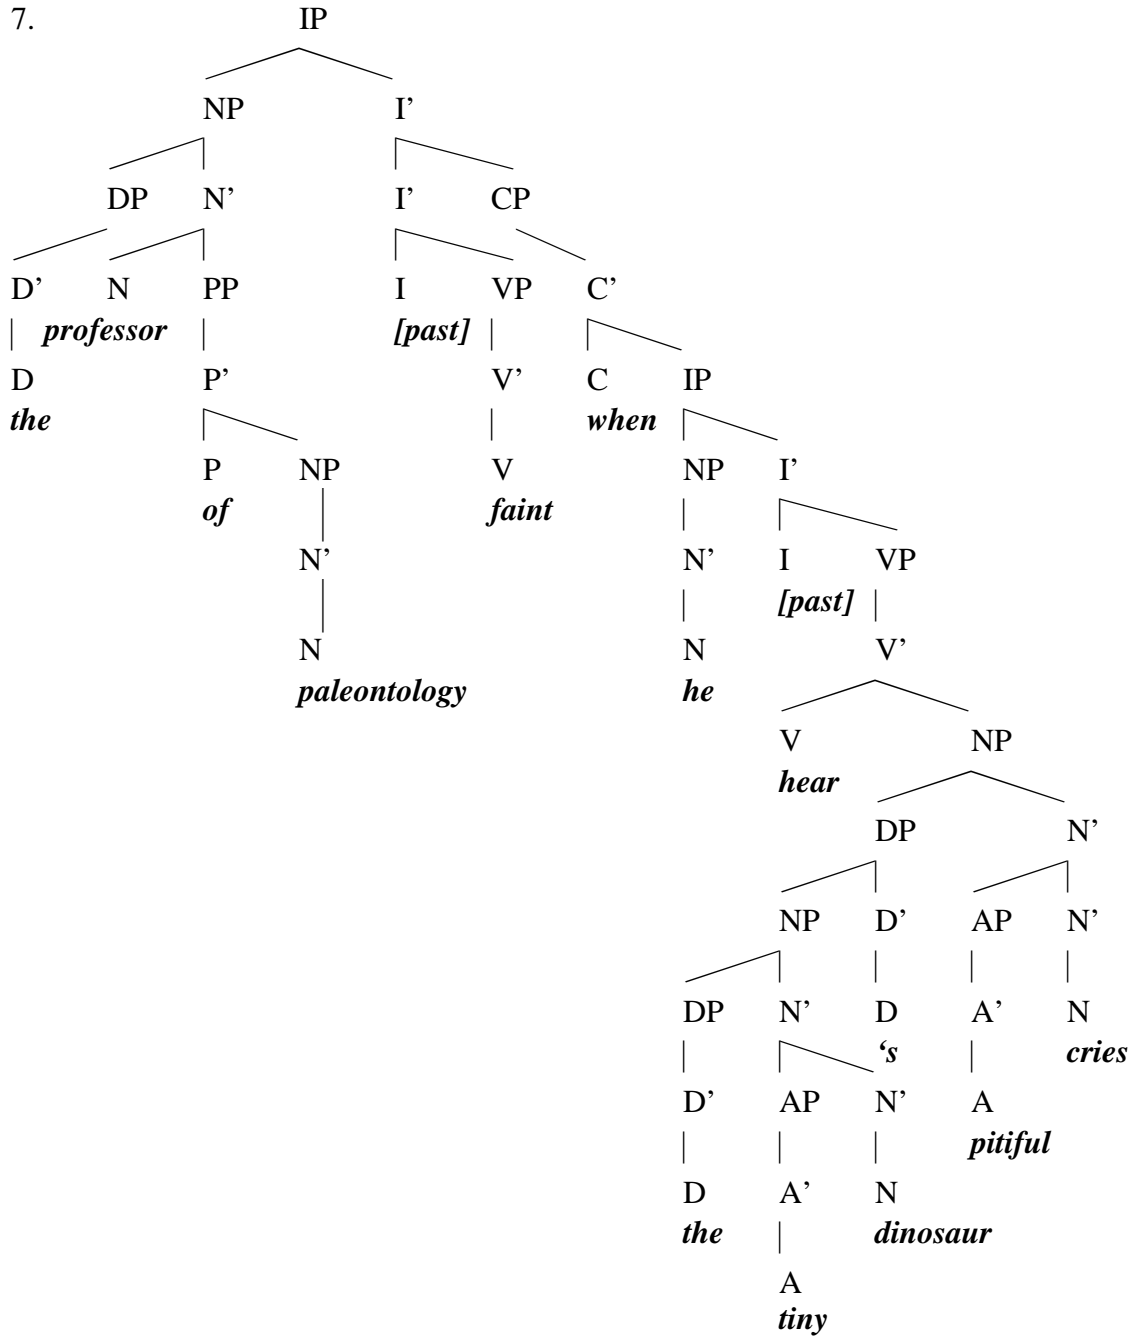 7. IP
NP I’
DP N’ I’ CP
D’ N PP I VP C’
professor [past]
D P’ V’ C IP
the when
P NP V NP I’
of faint
N’ N’ I VP
[past]
N N V’
paleontology he
V NP
hear
DP N’
NP D’ AP N’
DP N’ D A’ N
‘s cries
D’ AP N’ A
pitiful
D A’ N
the dinosaur
A
tiny